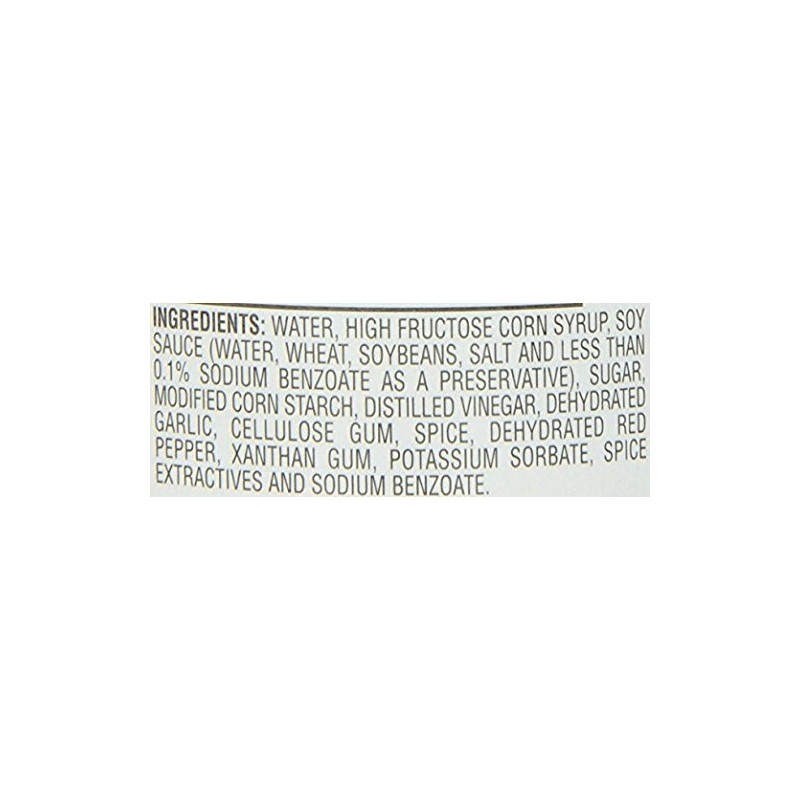 INGREDIENTS: WATER, HIGH FRUCTOSE CORN SYRUP, SOY
SAUCE (WATER, WHEAT, SOYBEANS, SALT AND LESS THAN
0.1% SODIUM BENZOATE AS A PRESERVATIVE), SUGAR,
MODIFIED CORN STARCH, DISTILLED VINEGAR, DEHYDRATED
GARLIC, CELLULOSE GUM, SPICE, DEHYDRATED RED
PEPPER, XANTHAN GUM, POTASSIUM SORBATE, SPICE
EXTRACTIVES AND SODIUM BENZOATE.